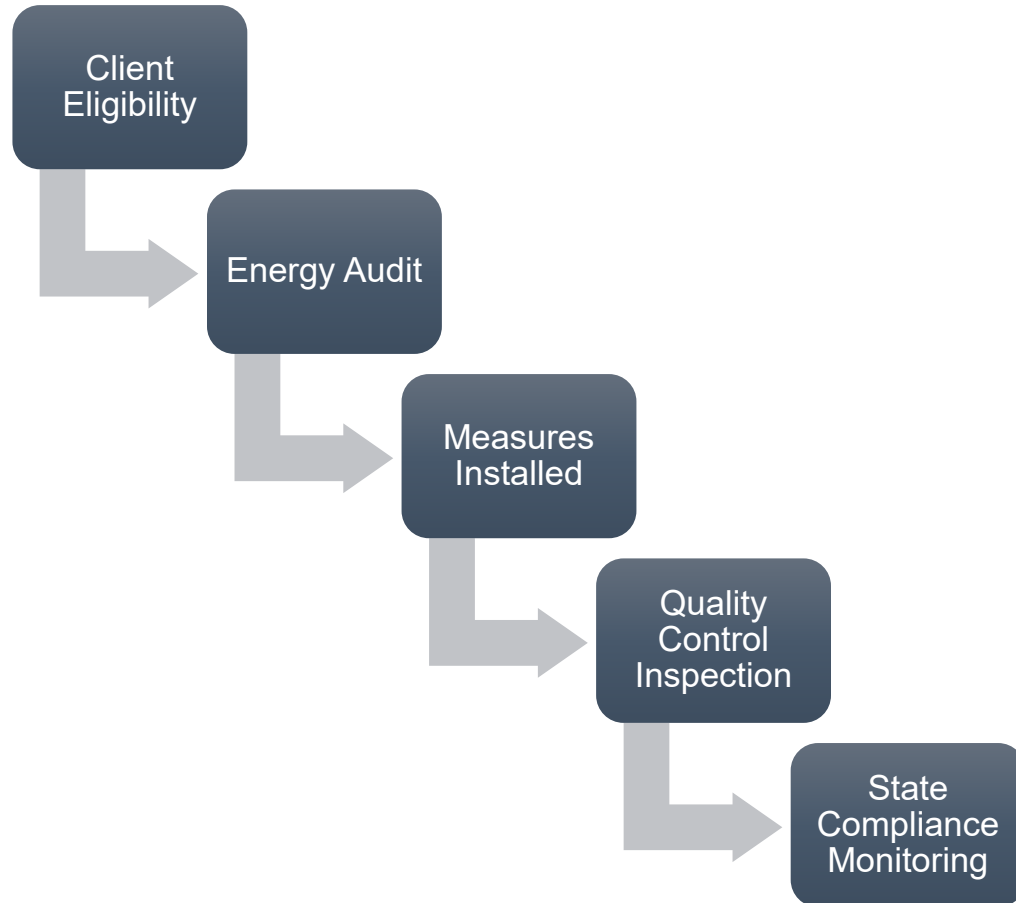 Client
Eligibility
Energy Audit
Measures
Installed
Quality
Control
Inspection
State
Compliance
Monitoring